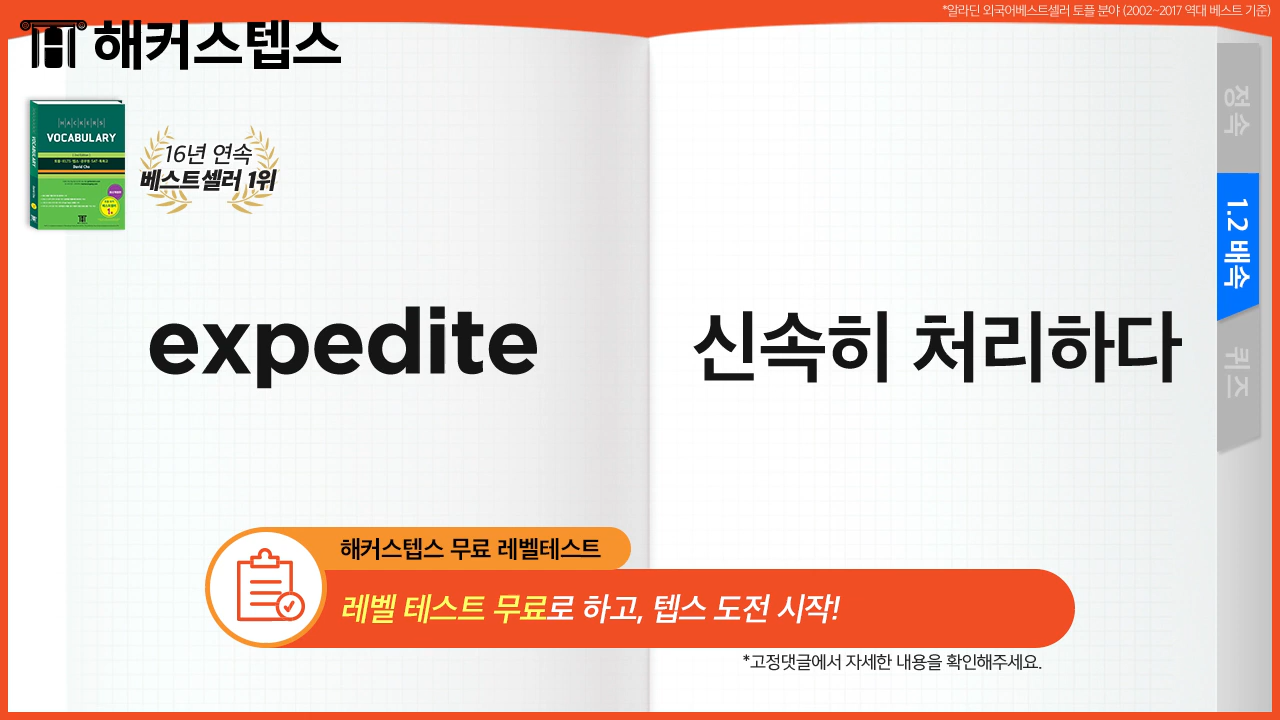 *알라딘 외국어베스트셀러 토플 분야 (2002~2017 역대 베스트 기준)
해커스텝스
HACKERS
VOCABULARY
David Cho
16년 연속
베스트셀러 1위
정속
1.2 배속
퀴즈
expedite
신속히 처리하다
해커스텝스 무료 레벨테스트
레벨 테스트 무료로 하고, 텝스 도전 시작!
*고정댓글에서 자세한 내용을 확인해주세요.